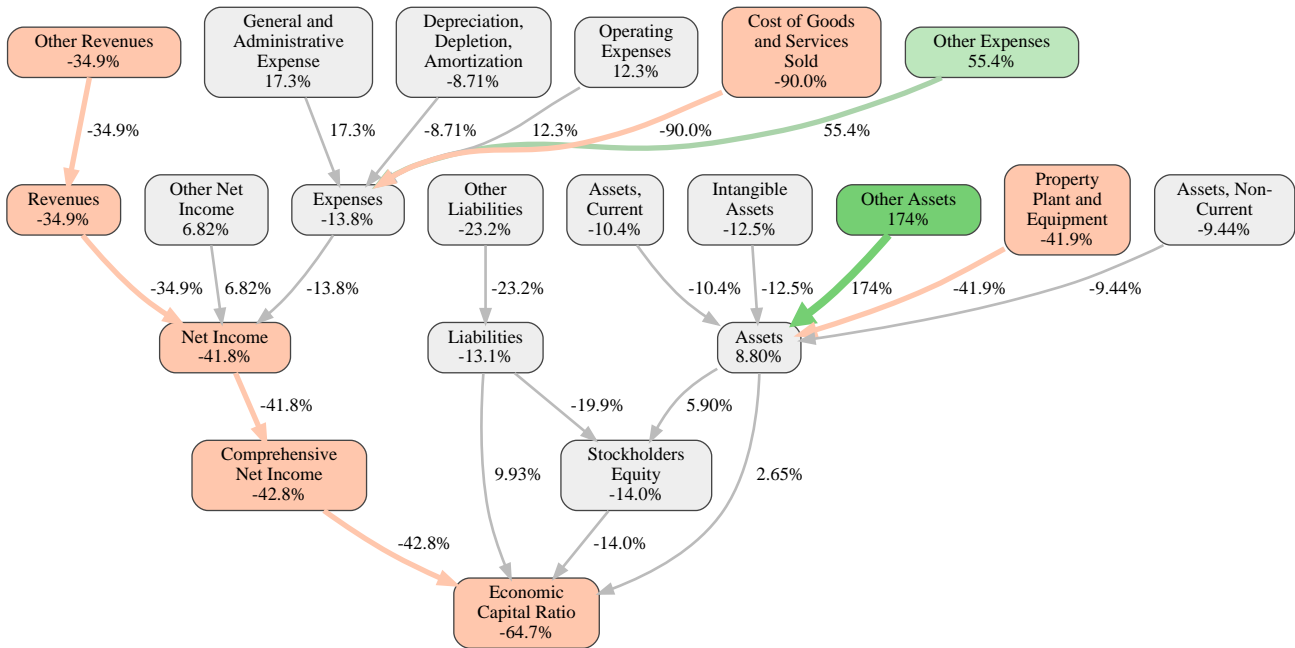 Other Revenues
-34.9%
General and
Administrative
Expense
17.3%
Depreciation,
Depletion,
Amortization
-8.71%
Operating
Expenses
12.3%
Cost of Goods
and Services
Sold
-90.0%
Other Expenses
55.4%
-34.9%
17.3%
-8.71%
12.3%
-90.0%
55.4%
Revenues
-34.9%
Other Net
Income
6.82%
Expenses
-13.8%
Other
Liabilities
-23.2%
Assets,
Current
-10.4%
Intangible
Assets
-12.5%
Other Assets
174%
Property
Plant and
Equipment
-41.9%
Assets, Non-
Current
-9.44%
-34.9%
6.82%
-13.8%
-23.2%
-10.4%
-12.5%
174%
-41.9%
-9.44%
Net Income
-41.8%
Liabilities
-13.1%
Assets
8.80%
-41.8%
-19.9%
5.90%
Comprehensive
Net Income
-42.8%
9.93%
Stockholders
Equity
-14.0%
2.65%
-42.8%
-14.0%
Economic
Capital Ratio
-64.7%